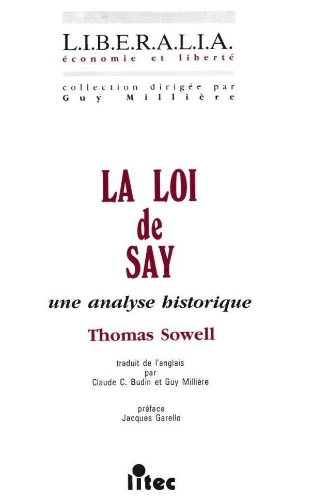 L.I.B.E.R.A.L.I.A.
économie et liberté
collection dirigée par
Guy Millière
LA LOI
de
SAY
une analyse historique
Thomas Sowell
traduit de l'anglais
par
Claude C. Budin et Guy Millière
préface
Jacques Garello
litec